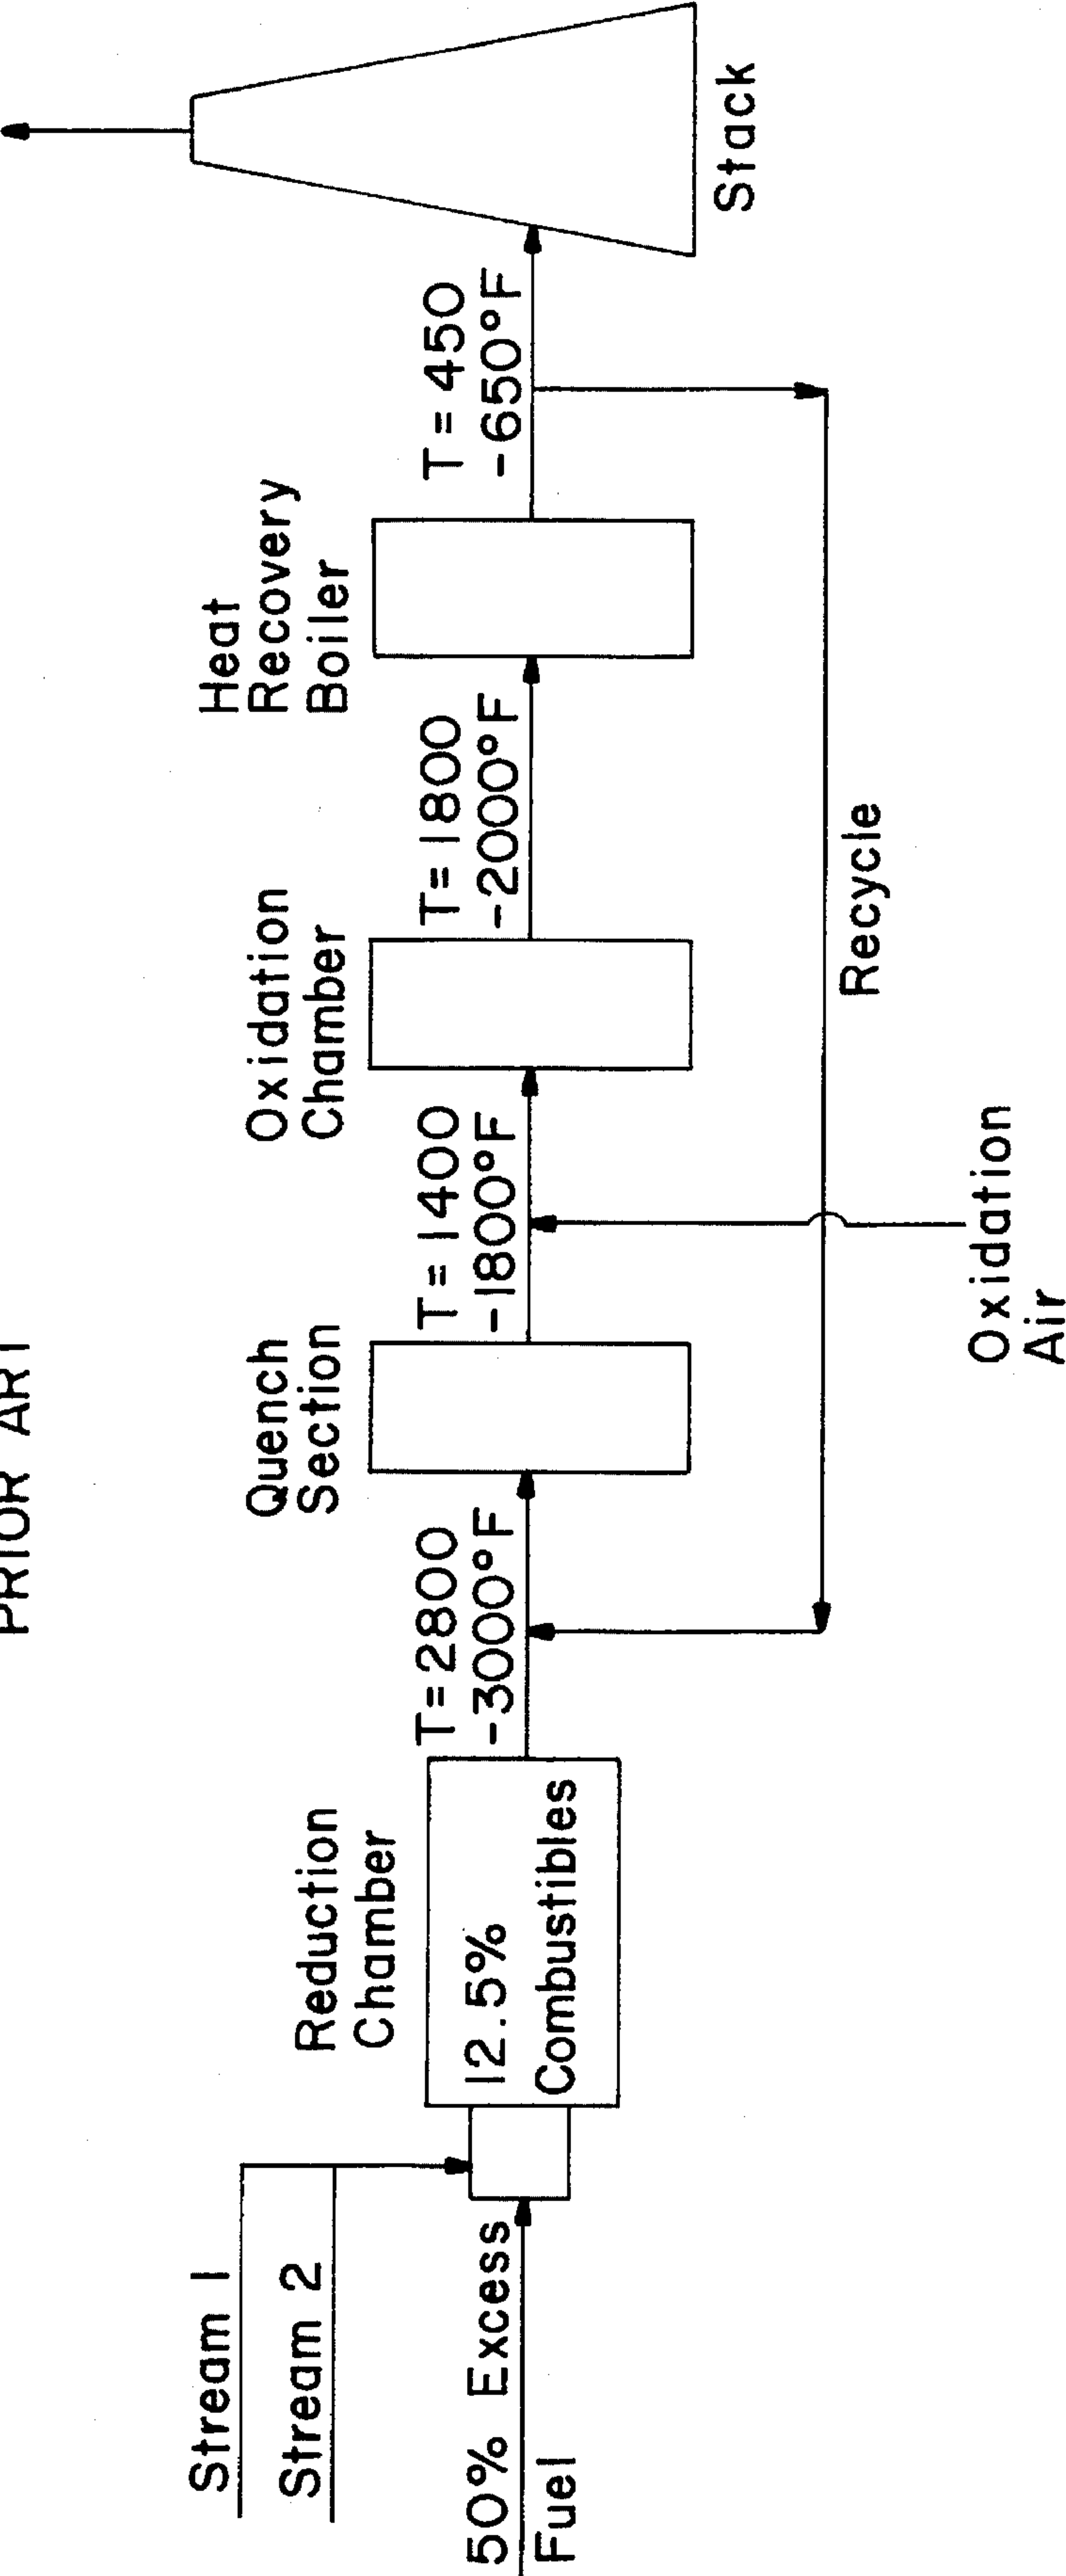 PRIOR ART
Stream 1
Stream 2
50% Excess
Fuel
Reduction
Chamber
12.5%
Combustibles
T=2800
-3000°F
Quench
Section
T=1400
-1800°F
Oxidation
Air
Oxidation
Chamber
T=1800
-2000°F
Heat
Recovery
Boiler
T=450
-650°F
Recycle
Stack